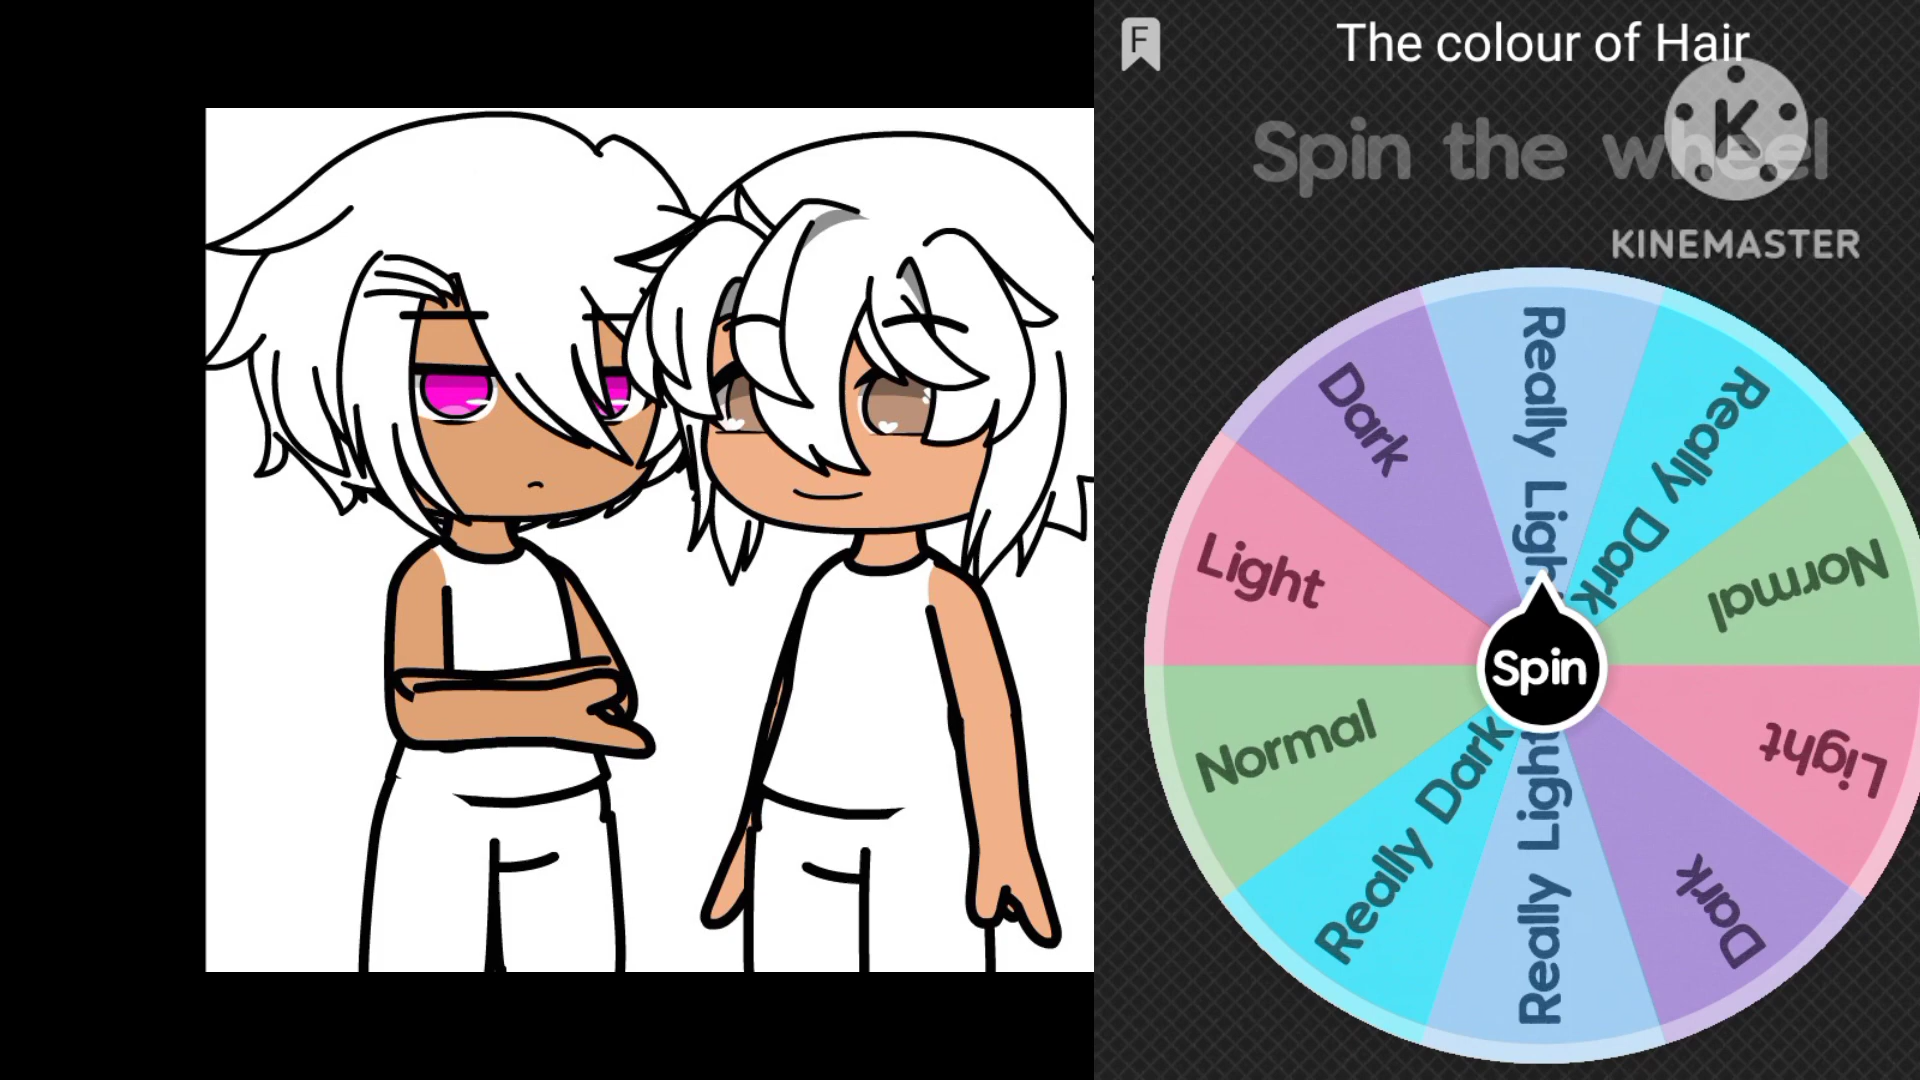 F
The colour of Hair
Spin the wheel
K
KINEMASTER
Really Light
Really Dark
Normal
Light
Dark
Really Light
Really Dark
Normal
Light
Dark
Spin